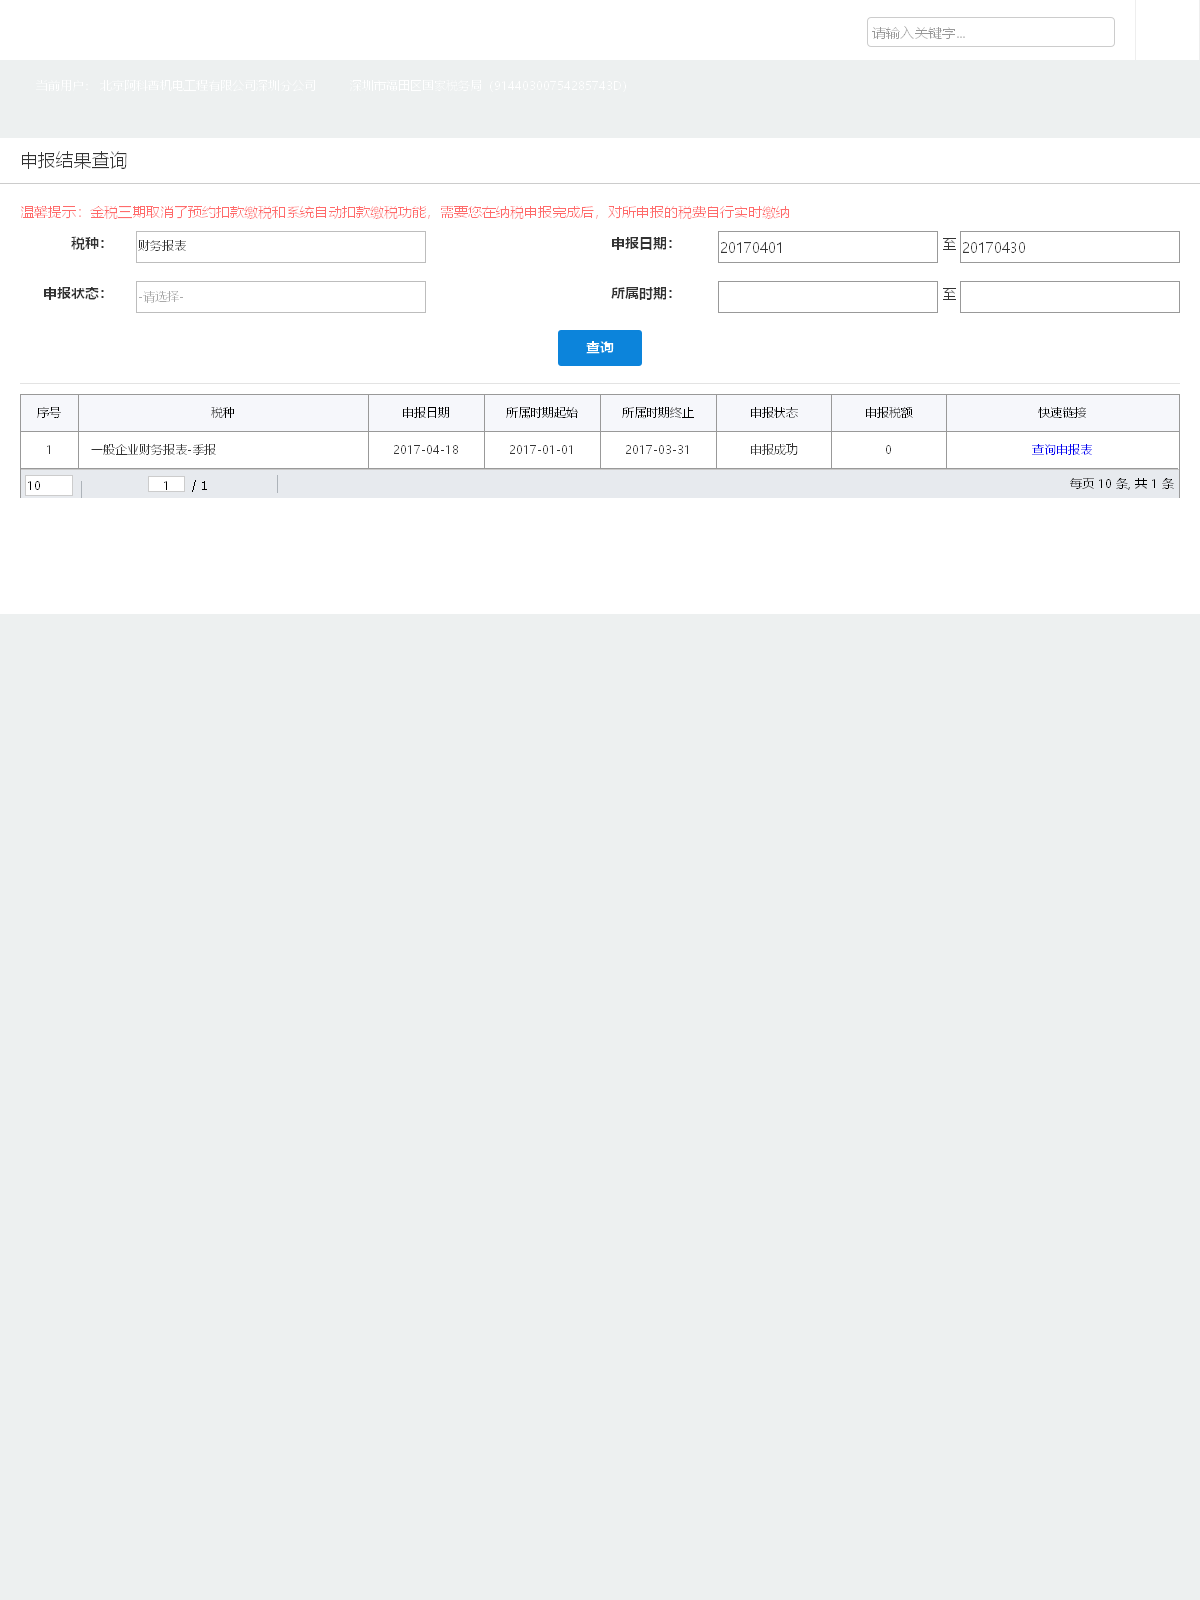 请输入关键字...
当前用户： 北京阿科西机电工程有限公司深圳分公司 深圳市福田区国家税务局（91440300754285743D）
申报结果查询
温馨提示：金税三期取消了预约扣款缴税和系统自动扣款缴税功能，需要您在纳税申报完成后，对所申报的税费自行实时缴纳
税种： 财务报表 申报日期： 20170401 至 20170430
申报状态： -请选择- 所属时期： 至
查询
序号 税种 申报日期 所属时期起始 所属时期终止 申报状态 申报税额 快速链接
1 一般企业财务报表-季报 2017-04-18 2017-01-01 2017-03-31 申报成功 0 查询申报表
10 1 / 1 每页 10 条, 共 1 条